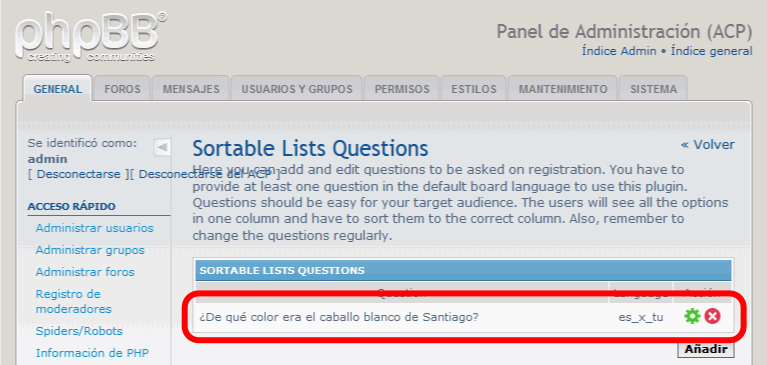 phpBB®
creating communities
Panel de Administración (ACP)
Índice Admin • Índice general
GENERAL FOROS MENSAJES USUARIOS Y GRUPOS PERMISOS ESTILOS MANTENIMIENTO SISTEMA
Se identificó como:
admin
[ Desconectarse ][ Desconectarse del ACP ]
ACCESO RÁPIDO
Administrar usuarios
Administrar grupos
Administrar foros
Registro de
moderadores
Spiders/Robots
Información de PHP
« Volver
Sortable Lists Questions
Here you can add and edit questions to be asked on registration. You have to
provide at least one question in the default board language to use this plugin.
Questions should be easy for your target audience. The users will see all the options
in one column and have to sort them to the correct column. Also, remember to
change the questions regularly.
SORTABLE LISTS QUESTIONS
Question Language Acción
¿De qué color era el caballo blanco de Santiago? es_x_tu
Añadir